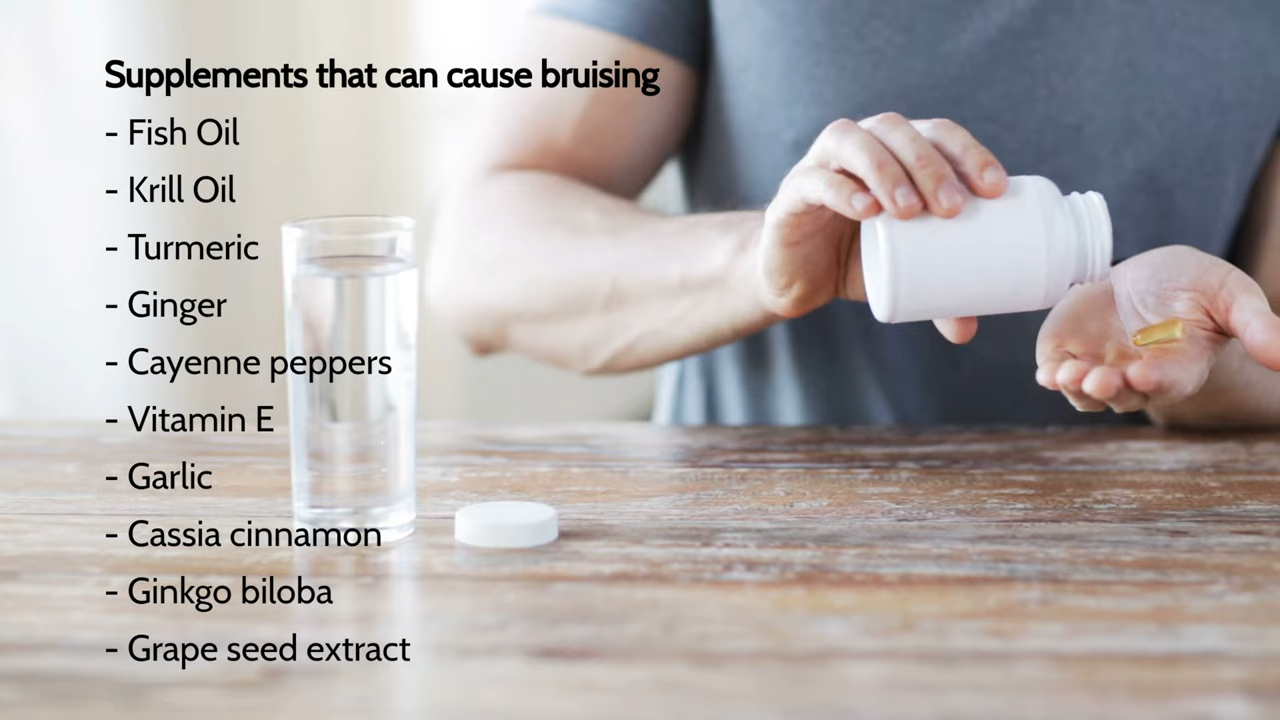 Supplements that can cause bruising
- Fish Oil
- Krill Oil
- Turmeric
- Ginger
- Cayenne peppers
- Vitamin E
- Garlic
- Cassia cinnamon
- Ginkgo biloba
- Grape seed extract